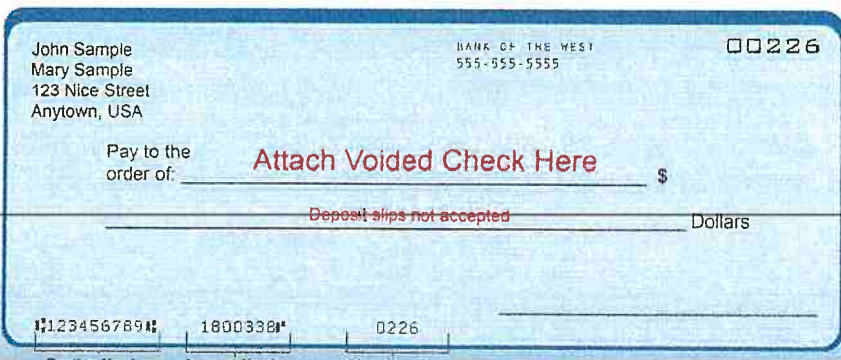 John Sample
Mary Sample
123 Nice Street
Anytown, USA
BANK OF THE WEST
555-555-5555
00226
Pay to the
order of:
Attach Voided Check Here
$
Deposit slips not accepted
Dollars
⑆123456789⑆ 1800338⑈ 0226